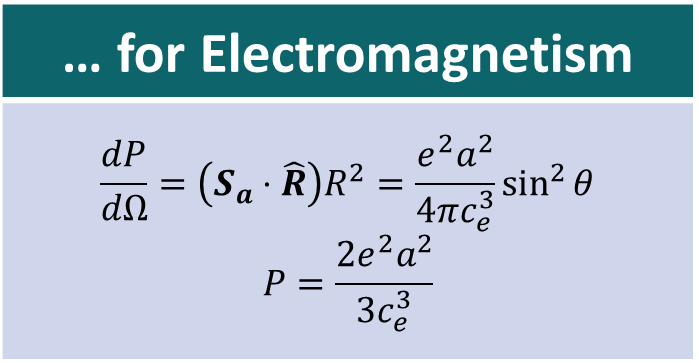 ... for Electromagnetism
dP/dΩ = (S_a · R̂)R² = e²a²/4πc_e³ sin² θ
P = 2e²a²/3c_e³